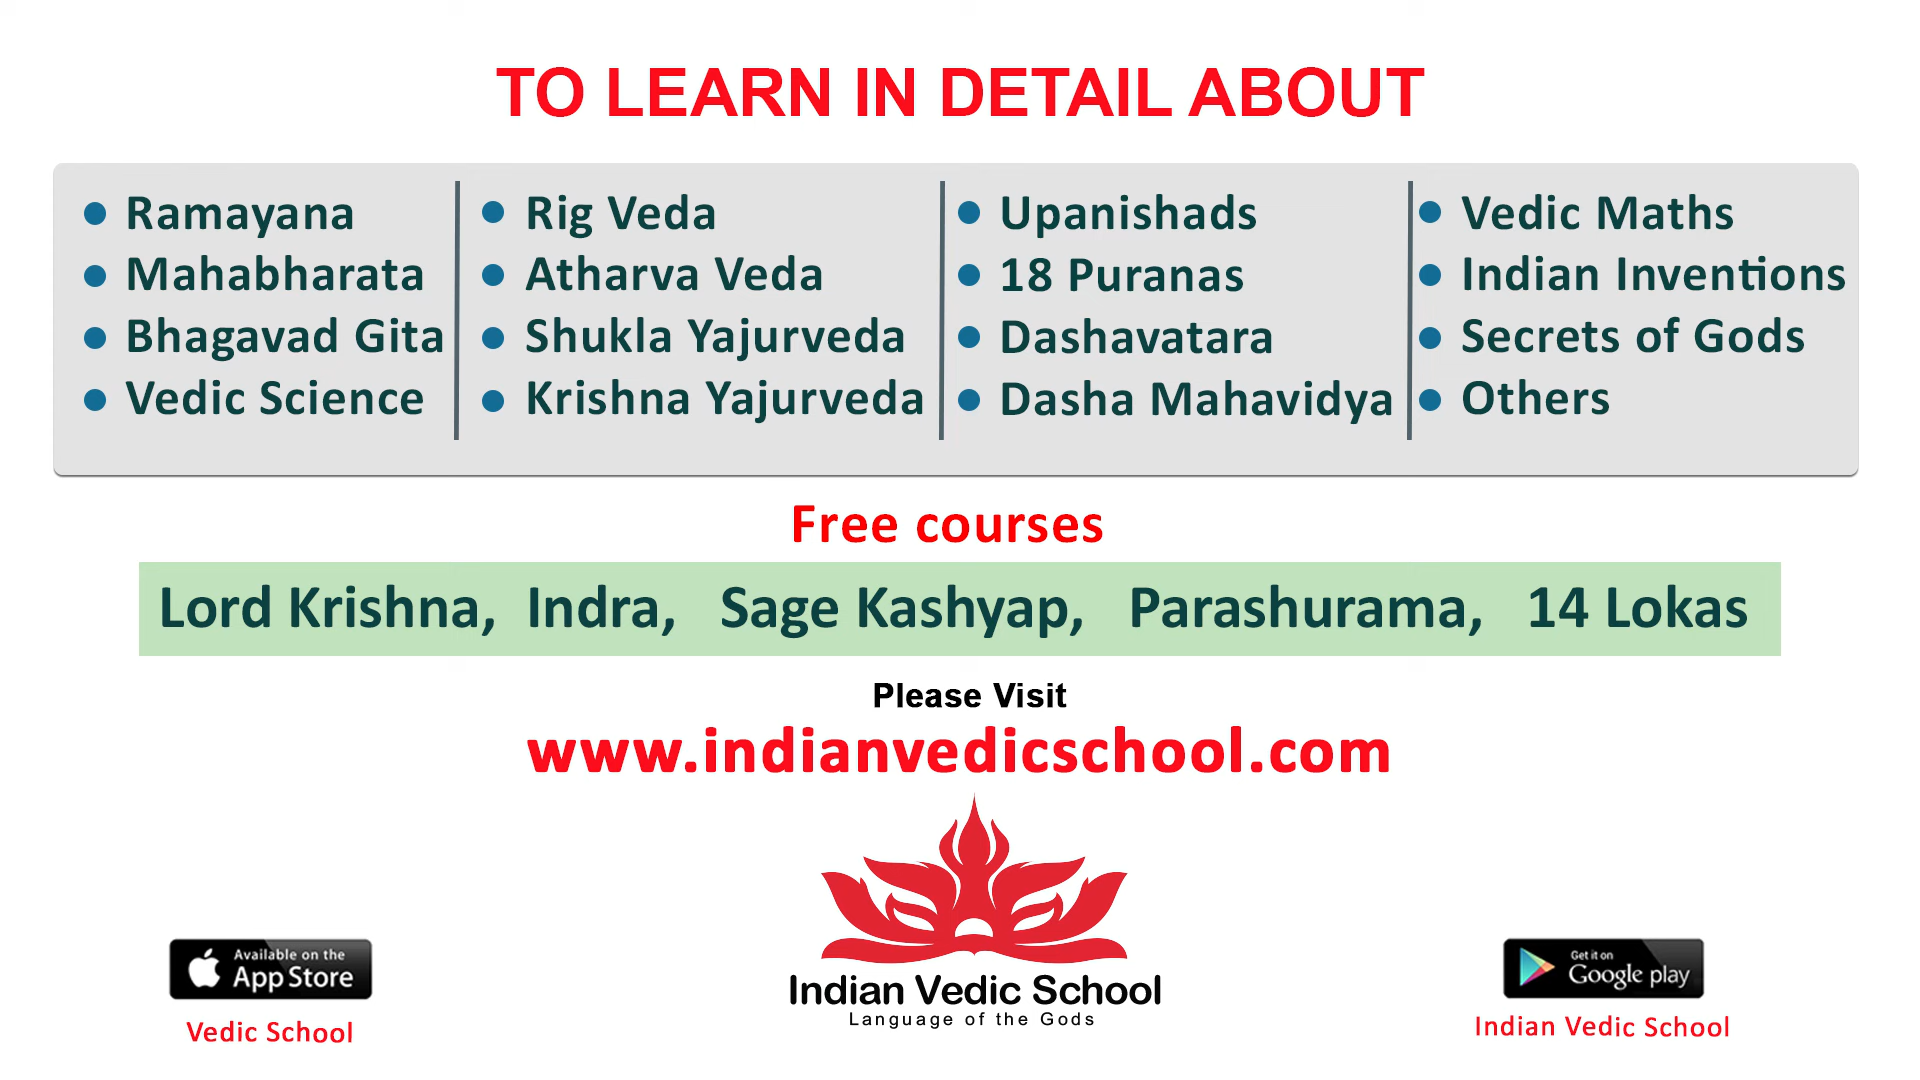 TO LEARN IN DETAIL ABOUT
Ramayana
Mahabharata
Bhagavad Gita
Vedic Science
Rig Veda
Atharva Veda
Shukla Yajurveda
Krishna Yajurveda
Upanishads
18 Puranas
Dashavatara
Dasha Mahavidya
Vedic Maths
Indian Inventions
Secrets of Gods
Others
Free courses
Lord Krishna, Indra, Sage Kashyap, Parashurama, 14 Lokas
Please Visit
www.indianvedicschool.com
Indian Vedic School
Language of the Gods
Available on the
App Store
Vedic School
Get it on
Google play
Indian Vedic School